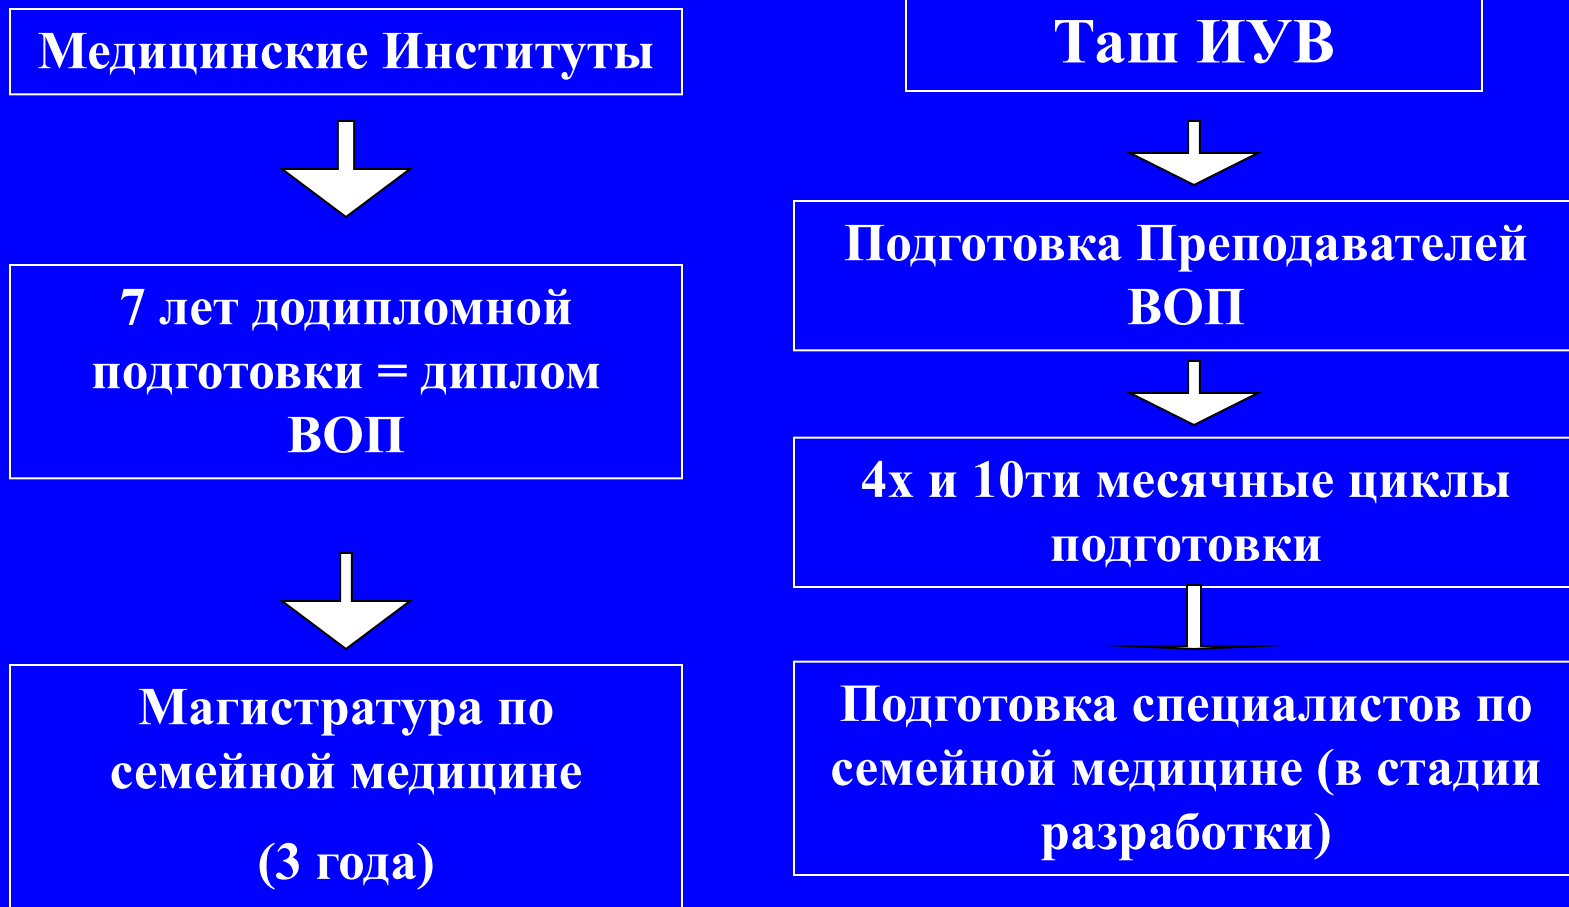 Медицинские Институты
7 лет додипломной
подготовки = диплом
ВОП
Магистратура по
семейной медицине
(3 года)
Таш ИУВ
Подготовка Преподавателей
ВОП
4х и 10ти месячные циклы
подготовки
Подготовка специалистов по
семейной медицине (в стадии
разработки)